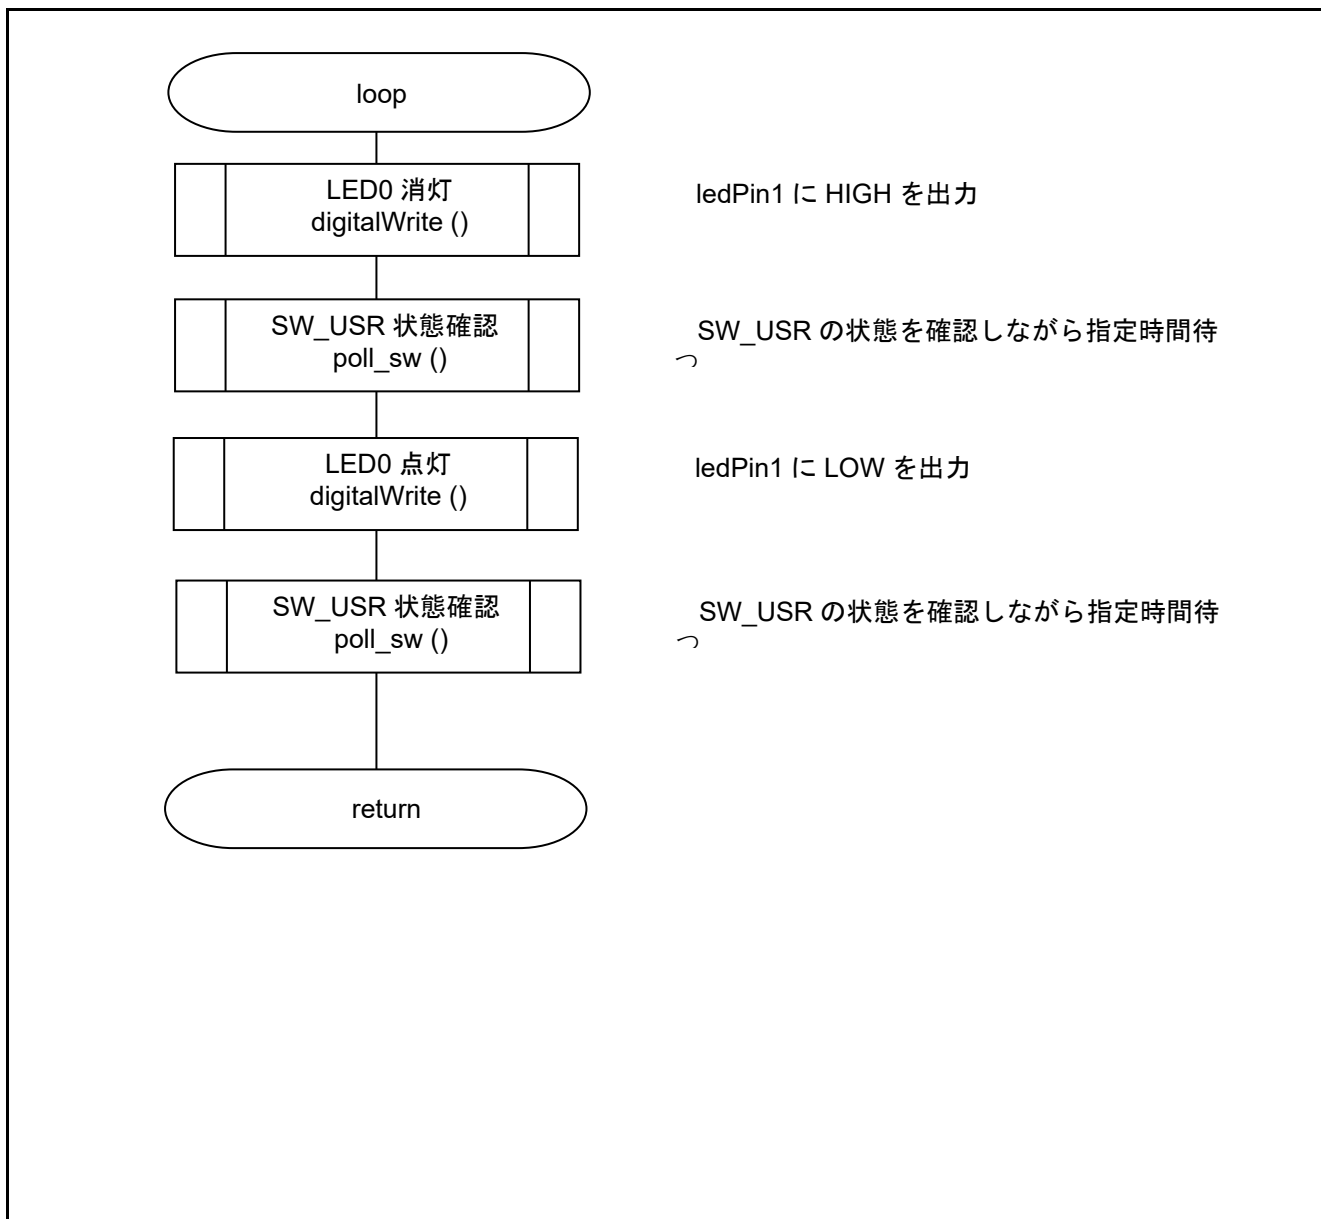 loop
LED0 消灯
digitalWrite ()
ledPin1 に HIGH を出力
SW_USR 状態確認
poll_sw ()
SW_USR の状態を確認しながら指定時間待
つ
LED0 点灯
digitalWrite ()
ledPin1 に LOW を出力
SW_USR 状態確認
poll_sw ()
SW_USR の状態を確認しながら指定時間待
つ
return